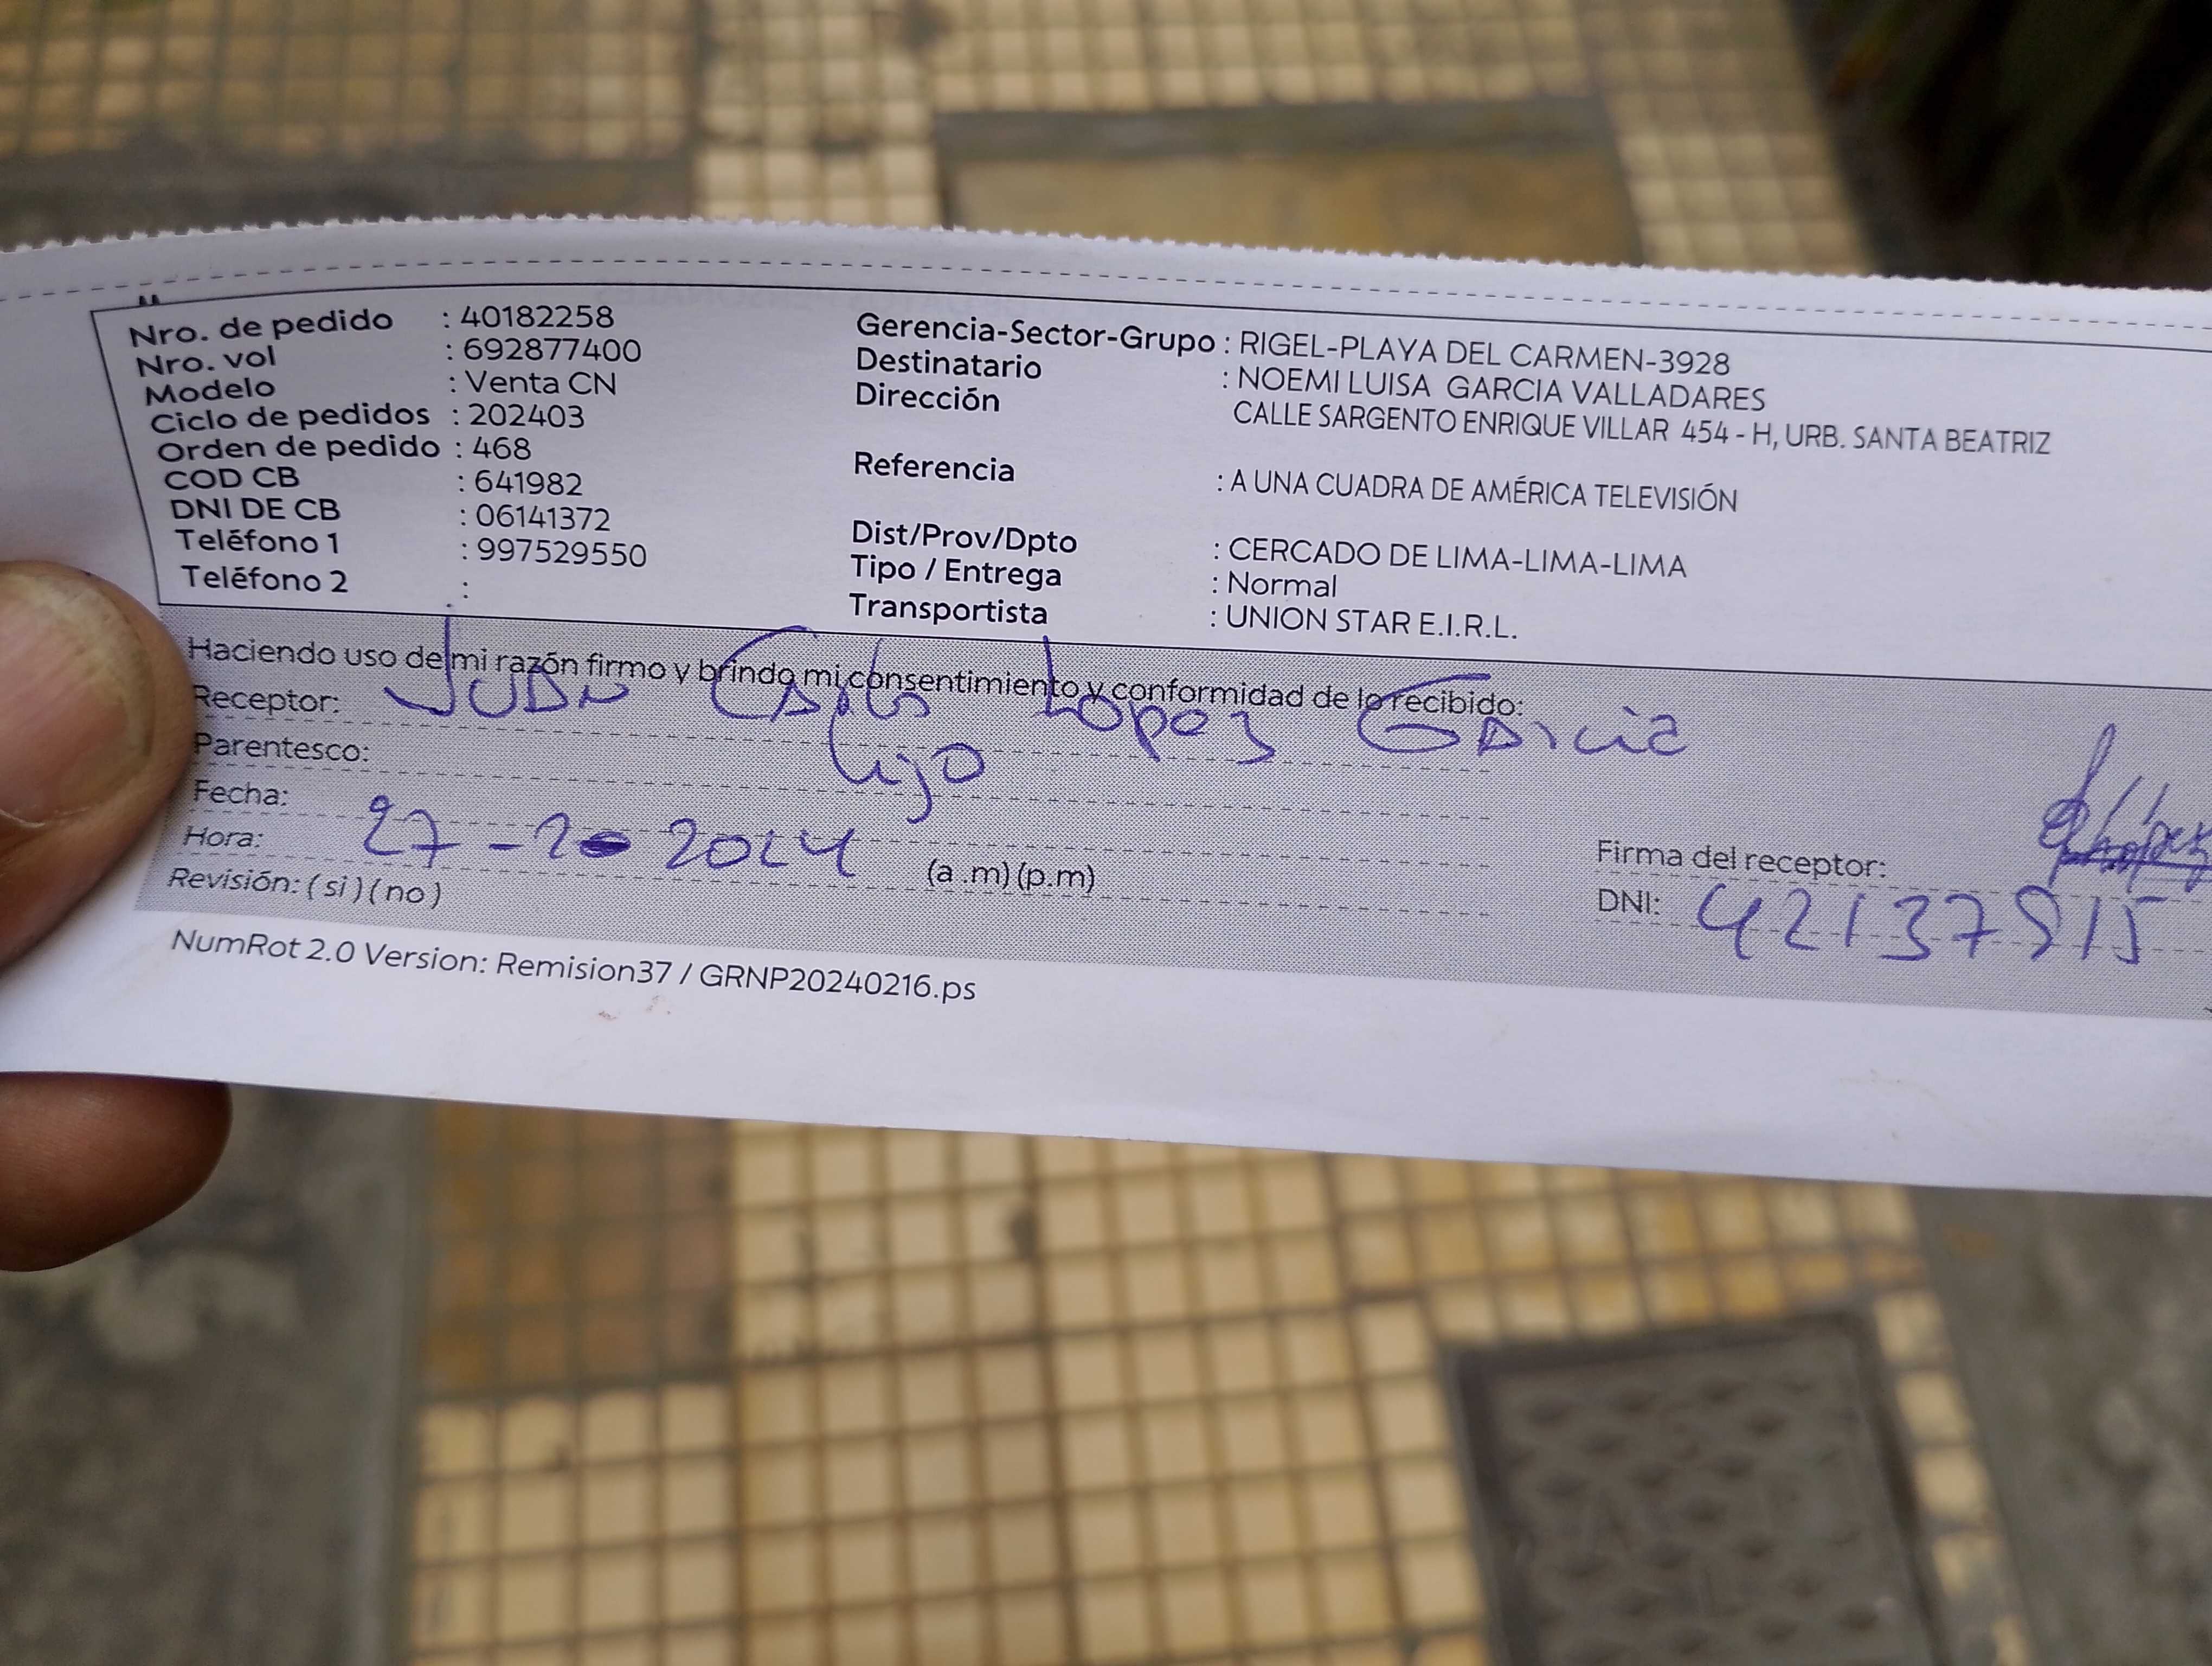 Nro. de pedido : 40182258
Nro. vol : 692877400
Modelo : Venta CN
Ciclo de pedidos : 202403
Orden de pedido : 468
COD CB : 641982
DNI DE CB : 06141372
Teléfono 1 : 997529550
Teléfono 2 :
Gerencia-Sector-Grupo : RIGEL-PLAYA DEL CARMEN-3928
Destinatario : NOEMI LUISA GARCIA VALLADARES
Dirección CALLE SARGENTO ENRIQUE VILLAR 454 - H, URB. SANTA BEATRIZ
Referencia : A UNA CUADRA DE AMÉRICA TELEVISIÓN
Dist/Prov/Dpto : CERCADO DE LIMA-LIMA-LIMA
Tipo / Entrega : Normal
Transportista : UNION STAR E.I.R.L.
Haciendo uso de mi razón firmo y brindo mi consentimiento y conformidad de lo recibido:
Receptor: Juan Carlos Lopez Garcia
Parentesco: hijo
Fecha: 27-2-2024
Hora: (a .m) (p.m)
Revisión: ( si ) ( no )
Firma del receptor:
DNI: 42137915
NumRot 2.0 Version: Remision37 / GRNP20240216.ps